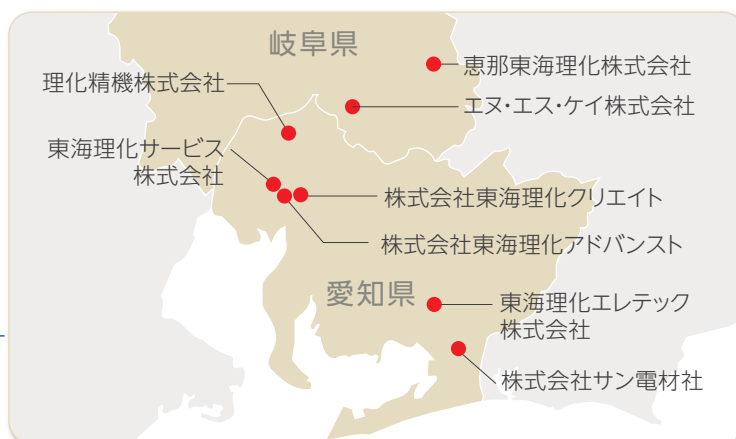 岐阜県
恵那東海理化株式会社
理化精機株式会社
エヌ・エス・ケイ株式会社
東海理化サービス
株式会社
株式会社東海理化クリエイト
株式会社東海理化アドバンスト
愛知県
東海理化エレテック
株式会社
株式会社サン電材社